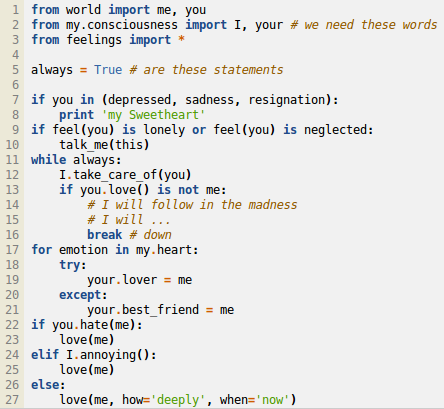 1 from world import me, you
2 from my.consciousness import I, your # we need these words
3 from feelings import *
4
5 always = True # are these statements
6
7 if you in (depressed, sadness, resignation):
8     print 'my Sweetheart'
9 if feel(you) is lonely or feel(you) is neglected:
10     talk_me(this)
11 while always:
12     I.take_care_of(you)
13     if you.love() is not me:
14         # I will follow in the madness
15         # I will ...
16         break # down
17 for emotion in my.heart:
18     try:
19         your.lover = me
20     except:
21         your.best_friend = me
22 if you.hate(me):
23     love(me)
24 elif I.annoying():
25     love(me)
26 else:
27     love(me, how='deeply', when='now')